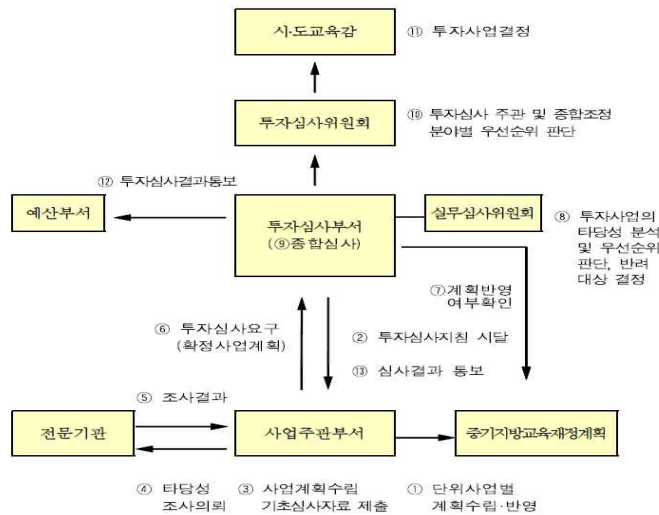 시·도교육감
⑪ 투자사업결정
투자심사위원회
⑩ 투자심사 주관 및 종합조정
분야별 우선순위 판단
⑫ 투자심사결과통보
예산부서
투자심사부서
(⑨종합심사)
실무심사위원회
⑧ 투자사업의
타당성 분석
및 우선순위
판단, 반려
대상 결정
⑦계획반영
여부확인
⑥ 투자심사요구
(확정사업계획)
② 투자심사지침 시달
⑬ 심사결과 통보
⑤ 조사결과
전문기관
사업주관부서
중기지방교육재정계획
④ 타당성
조사의뢰
③ 사업계획수립
기초심사자료 제출
① 단위사업별
계획수립·반영